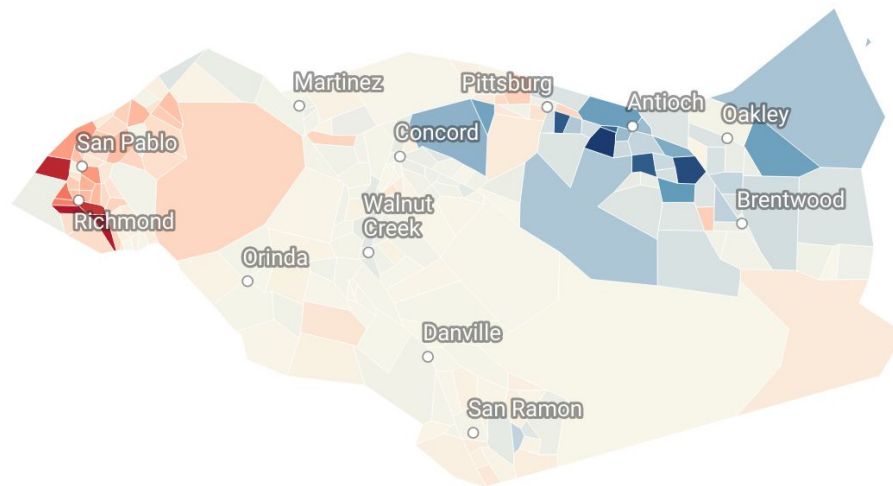 Martinez
Pittsburg
Antioch
Oakley
San Pablo
Concord
Richmond
Walnut
Creek
Brentwood
Orinda
Danville
San Ramon